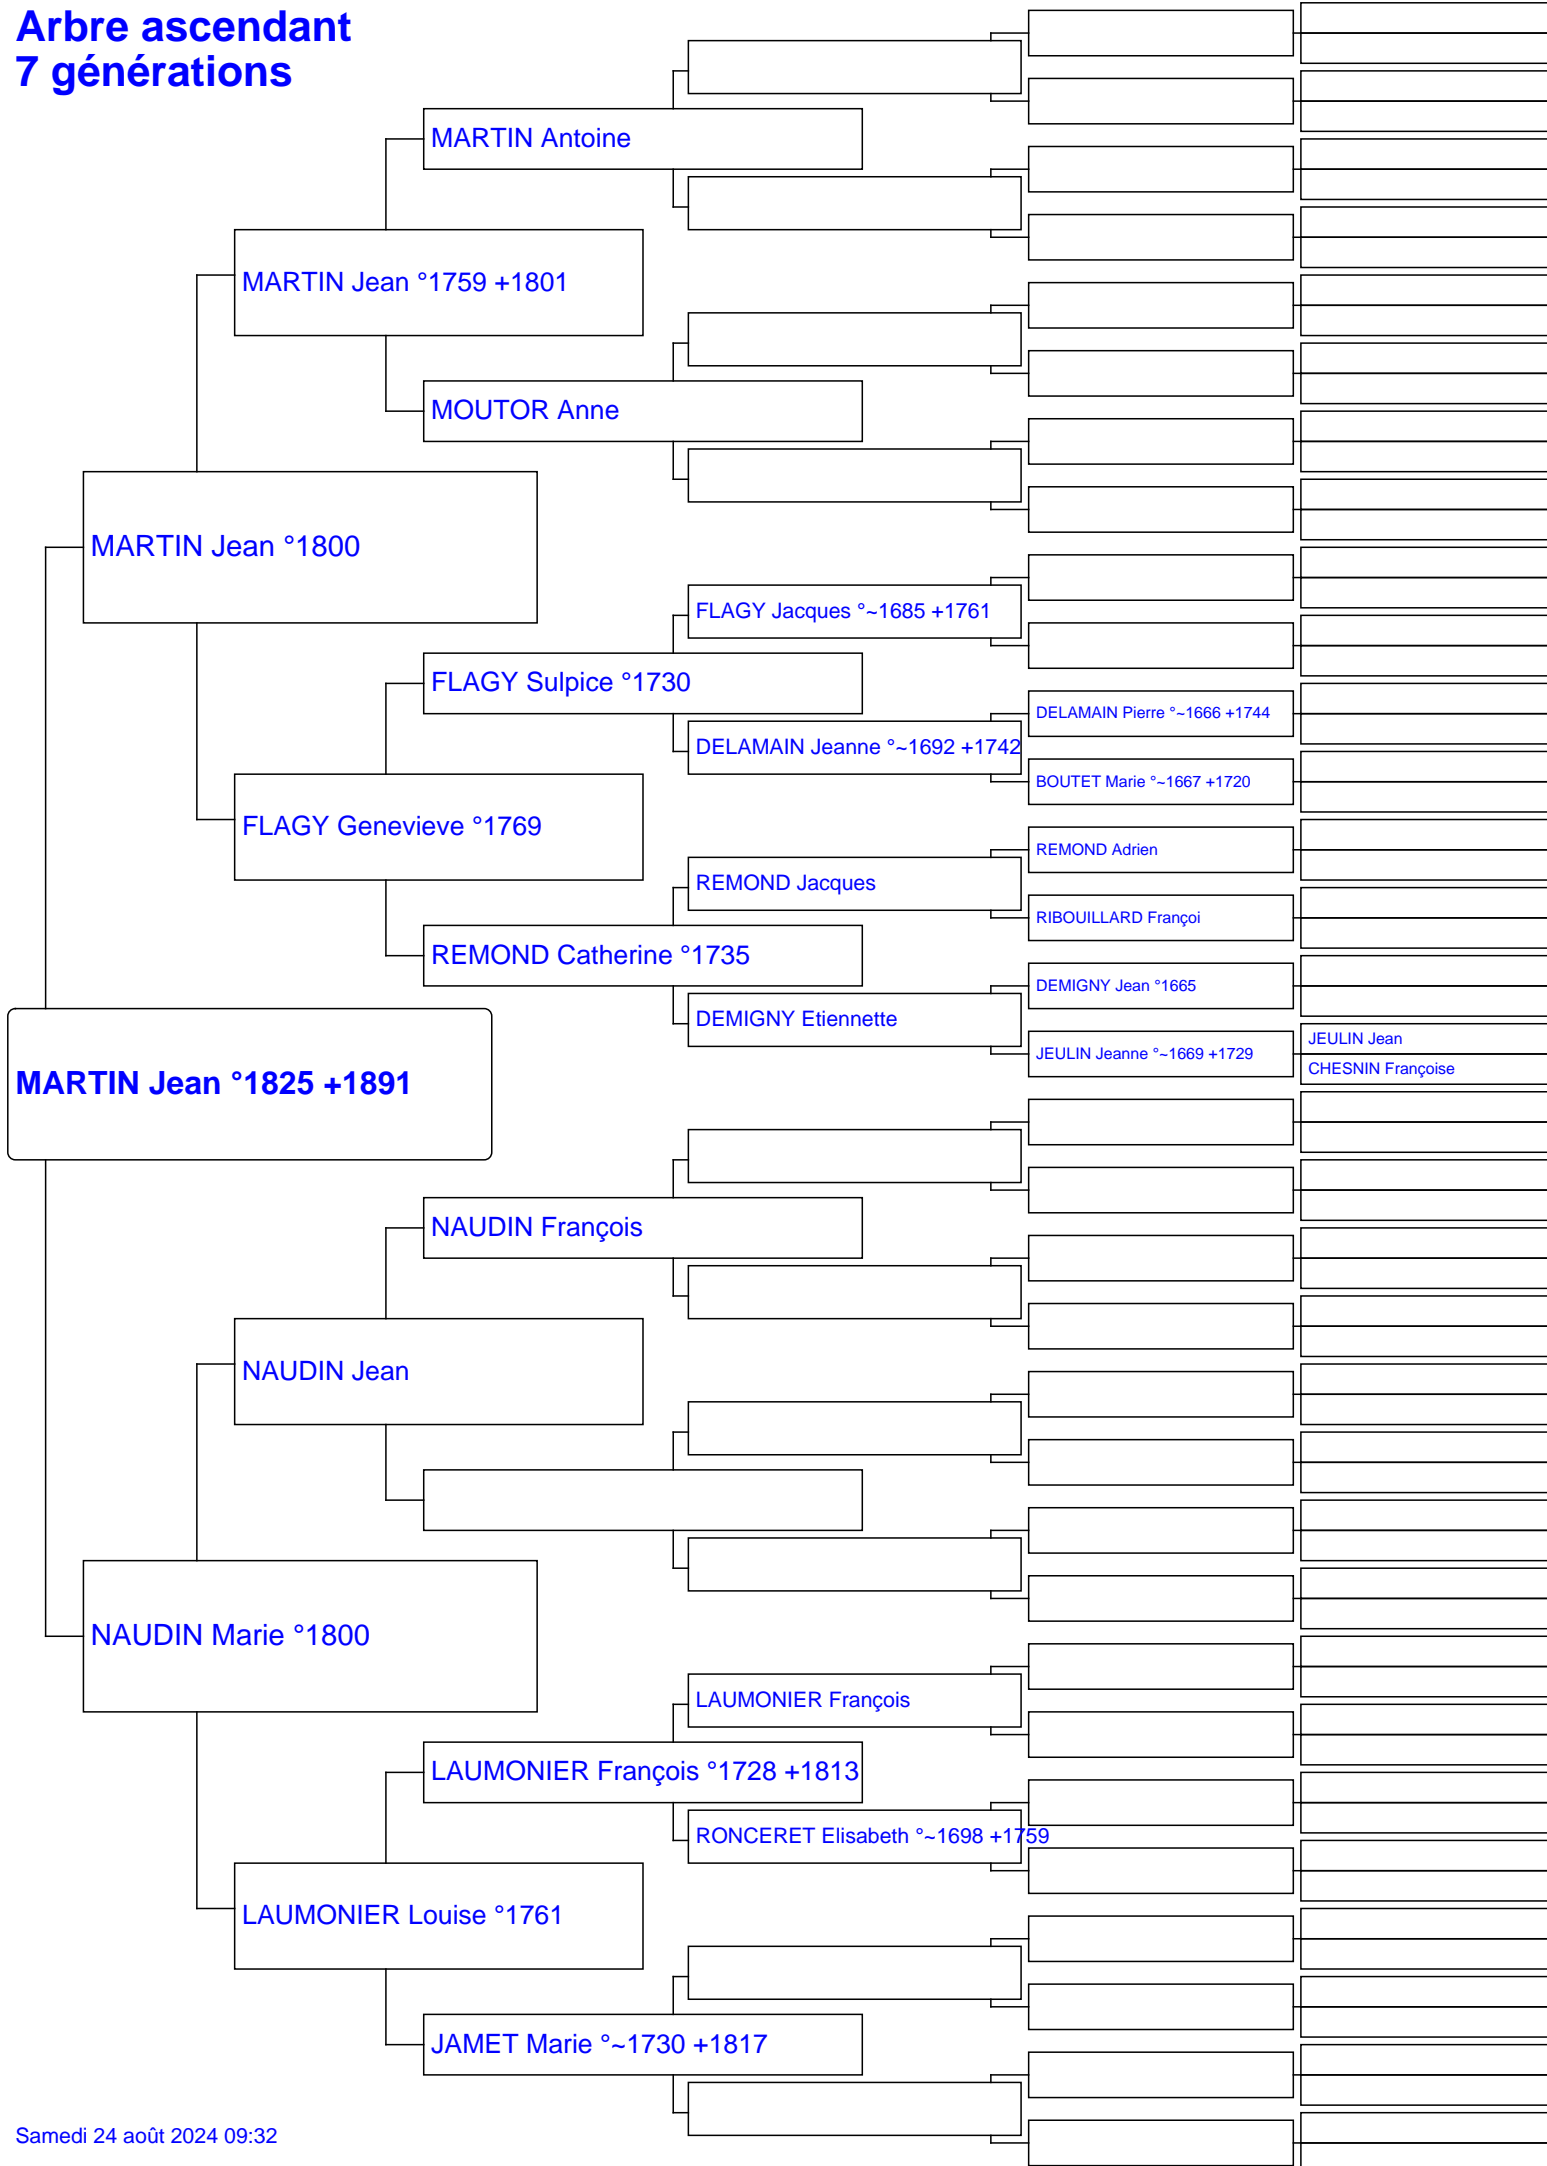 Arbre ascendant
7 générations
MARTIN Antoine
MARTIN Jean °1759 +1801
MOUTOR Anne
MARTIN Jean °1800
FLAGY Jacques °~1685 +1761
FLAGY Sulpice °1730
DELAMAIN Pierre °~1666 +1744
DELAMAIN Jeanne °~1692 +1742
BOUTET Marie °~1667 +1720
FLAGY Genevieve °1769
REMOND Adrien
REMOND Jacques
RIBOUILLARD Françoi
REMOND Catherine °1735
DEMIGNY Jean °1665
DEMIGNY Etiennette
JEULIN Jean
JEULIN Jeanne °~1669 +1729
CHESNIN Françoise
MARTIN Jean °1825 +1891
NAUDIN François
NAUDIN Jean
NAUDIN Marie °1800
LAUMONIER François
LAUMONIER François °1728 +1813
RONCERET Elisabeth °~1698 +1759
LAUMONIER Louise °1761
JAMET Marie °~1730 +1817
Samedi 24 août 2024 09:32